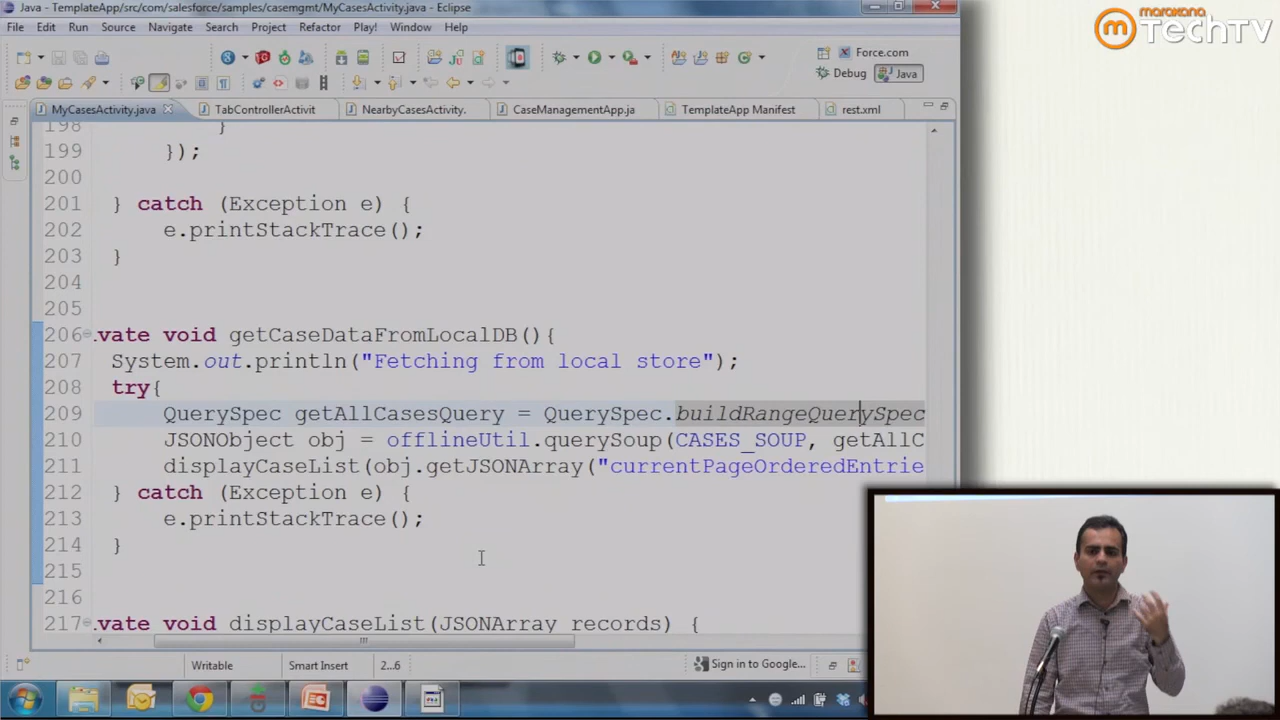 Java - TemplateApp/src/com/salesforce/samples/casemgmt/MyCasesActivity.java - Eclipse
marakana
TechTV
File Edit Run Source Navigate Search Project Refactor Play! Window Help
Force.com
Debug Java
MyCasesActivity.java TabControllerActivit NearbyCasesActivity. CaseManagementApp.ja TemplateApp Manifest rest.xml
198 }
199 });
200
201 } catch (Exception e) {
202 e.printStackTrace();
203 }
204
205
206 vate void getCaseDataFromLocalDB(){
207 System.out.println("Fetching from local store");
208 try{
209 QuerySpec getAllCasesQuery = QuerySpec.buildRangeQuerySpec
210 JSONObject obj = offlineUtil.querySoup(CASES_SOUP, getAllC
211 displayCaseList(obj.getJSONArray("currentPageOrderedEntrie
212 } catch (Exception e) {
213 e.printStackTrace();
214 }
215
216
217 vate void displayCaseList(JSONArray records) {
Writable Smart Insert 2...6 Sign in to Google...